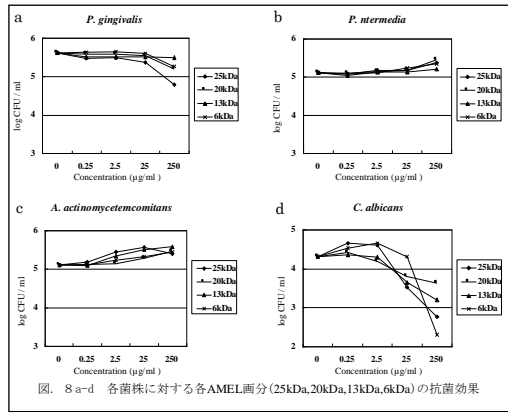 a
P. gingivalis
6
5
4
3
log CFU / ml
0 0.25 2.5 25 250
Concentration (µg/ml )
25kDa
20kDa
13kDa
6kDa
b
P. ntermedia
6
5
4
3
log CFU / ml
0 0.25 2.5 25 250
Concentration (µg/ml )
25kDa
20kDa
13kDa
6kDa
c
A. actinomycetemcomitans
6
5
4
3
2
log CFU / ml
0 0.25 2.5 25 250
Concentration (µg/ml )
25kDa
20kDa
13kDa
6kDa
d
C. albicans
5
4
3
2
log CFU / ml
0 0.25 2.5 25 250
Concentration (µg/ml )
25kDa
20kDa
13kDa
6kDa
図. 8 a-d 各菌株に対する各AMEL画分(25kDa,20kDa,13kDa,6kDa)の抗菌効果